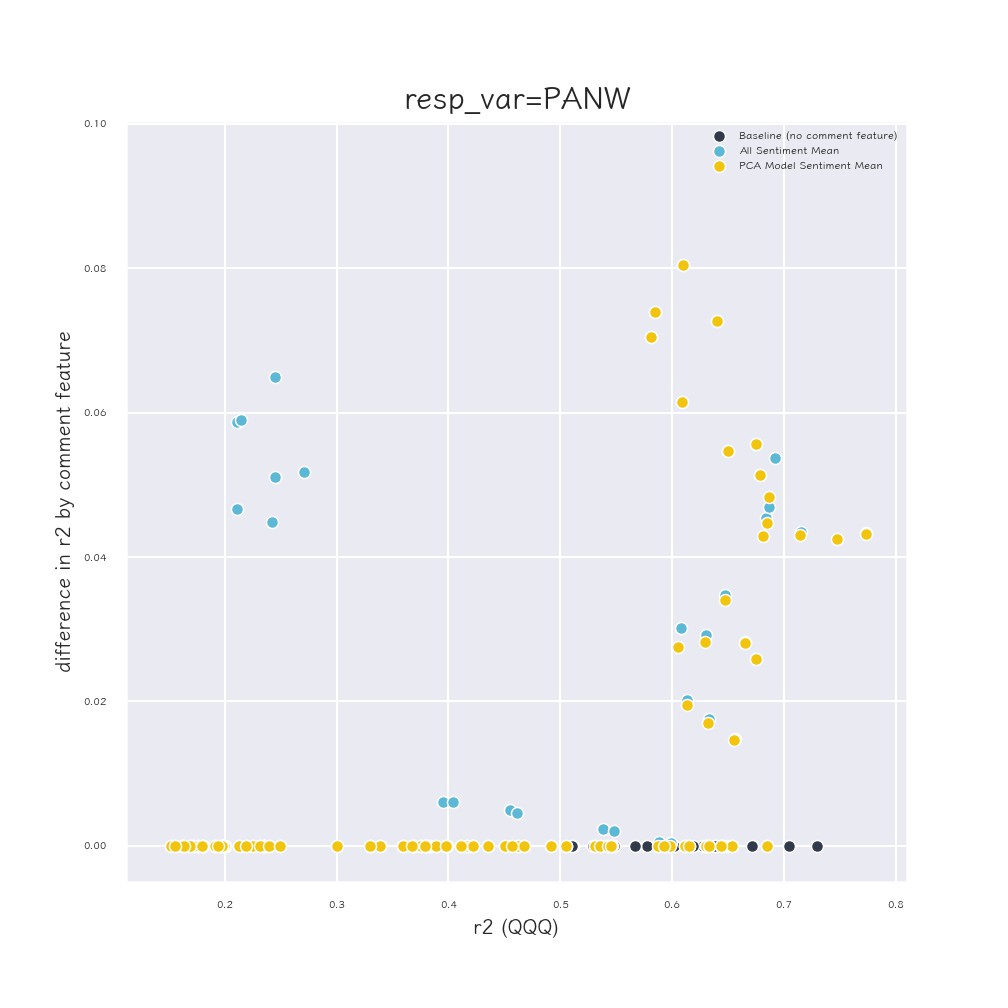 resp_var=PANW
Baseline (no comment feature)
All Sentiment Mean
PCA Model Sentiment Mean
difference in r2 by comment feature
0.10
0.08
0.06
0.04
0.02
0.00
0.2 0.3 0.4 0.5 0.6 0.7 0.8
r2 (QQQ)